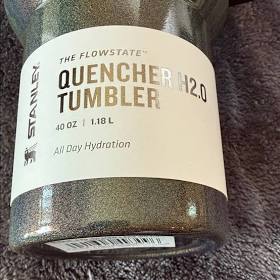 STANLEY
THE FLOWSTATE™
QUENCHER H2.0
TUMBLER
40 OZ | 1.18 L
All Day Hydration